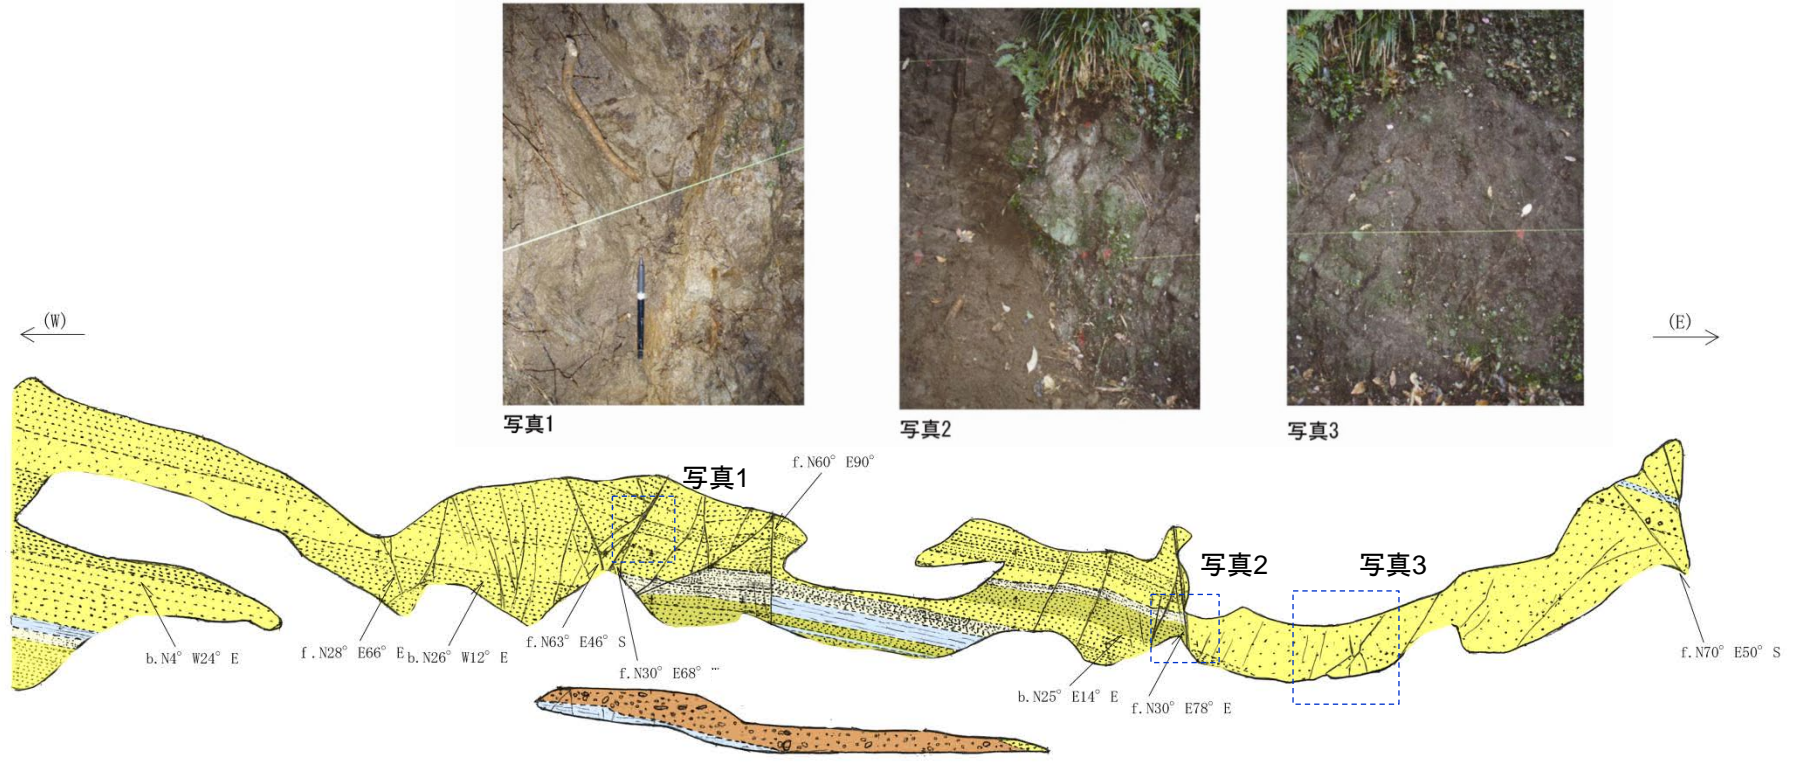 写真1
写真2
写真3
(W)
(E)
写真1
f.N60° E90°
写真2
写真3
b.N4° W24° E
f.N28° E66° E
b.N26° W12° E
f.N63° E46° S
f.N30° E68° …
b.N25° E14° E
f.N30° E78° E
f.N70° E50° S